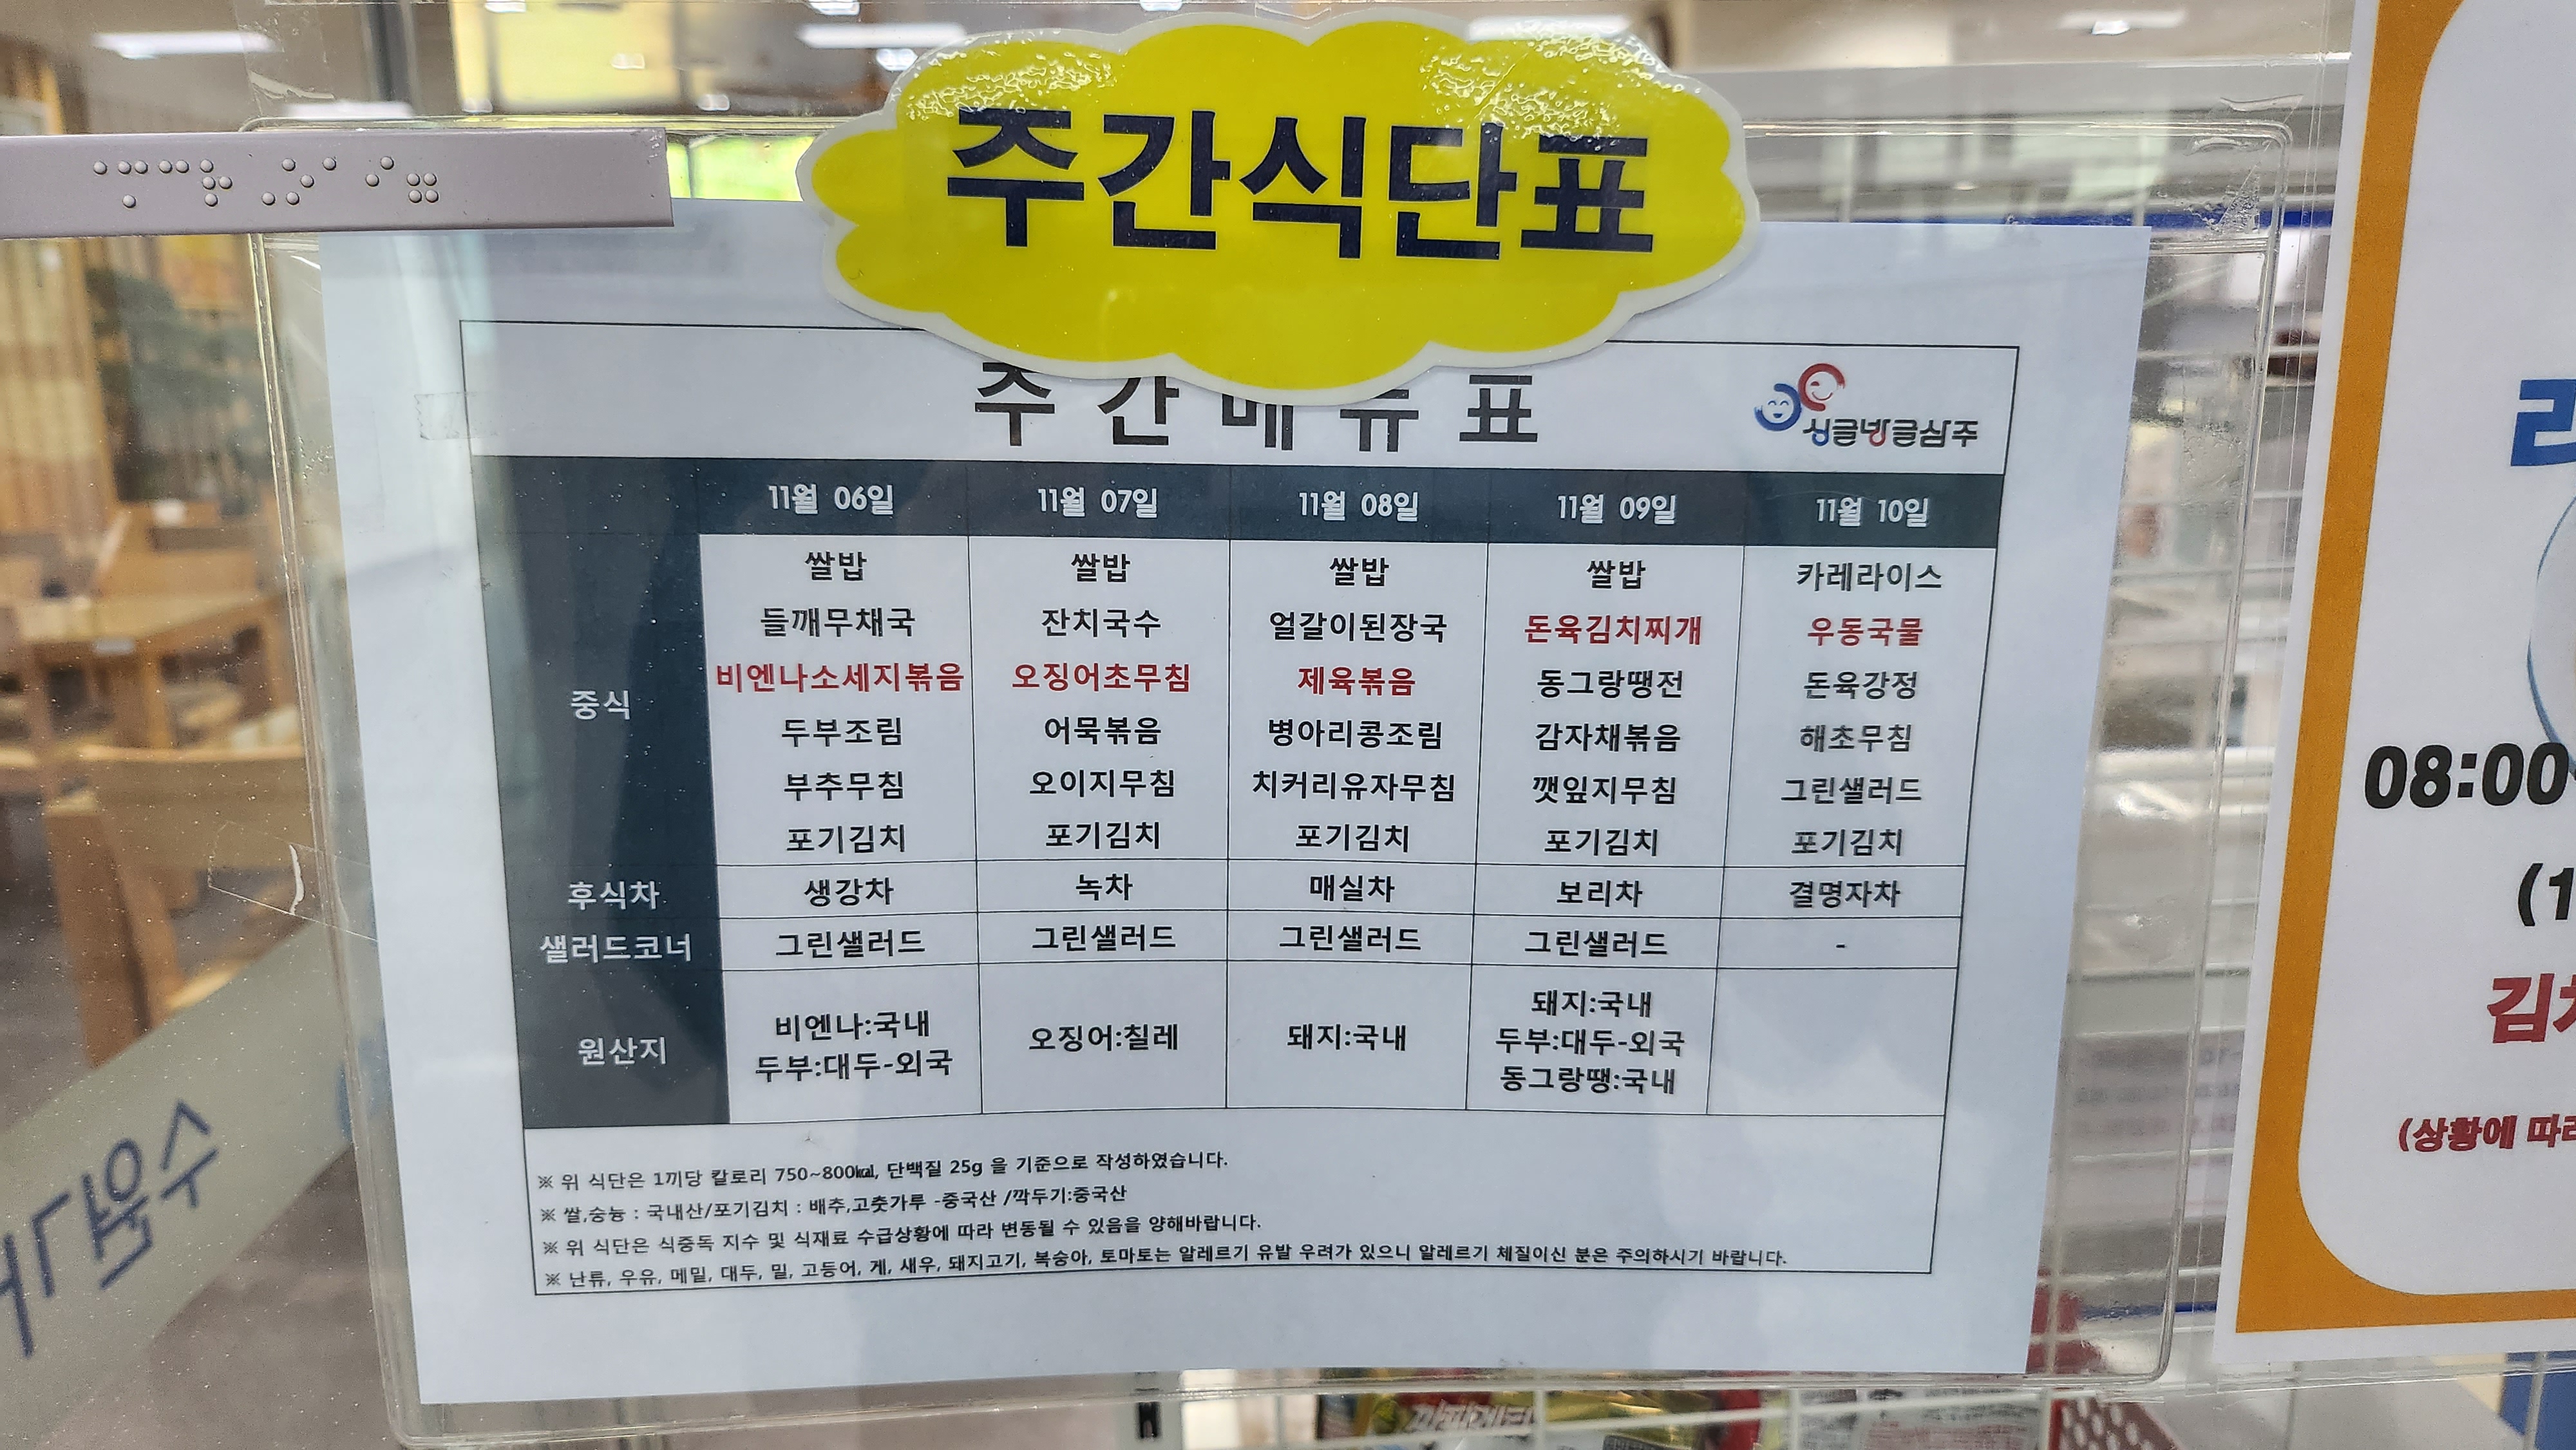 주간식단표
주간메뉴표
싱글벙글삼주
11월 06일 11월 07일 11월 08일 11월 09일 11월 10일
중식
쌀밥 쌀밥 쌀밥 쌀밥 카레라이스
들깨무채국 잔치국수 얼갈이된장국 돈육김치찌개 우동국물
비엔나소세지볶음 오징어초무침 제육볶음 동그랑땡전 돈육강정
두부조림 어묵볶음 병아리콩조림 감자채볶음 해초무침
부추무침 오이지무침 치커리유자무침 깻잎지무침 그린샐러드
포기김치 포기김치 포기김치 포기김치 포기김치
후식차 생강차 녹차 매실차 보리차 결명자차
샐러드코너 그린샐러드 그린샐러드 그린샐러드 그린샐러드 -
원산지
비엔나:국내
두부:대두-외국
오징어:칠레
돼지:국내
돼지:국내
두부:대두-외국
동그랑땡:국내
※ 위 식단은 1끼당 칼로리 750~800㎉, 단백질 25g 을 기준으로 작성하였습니다.
※ 쌀,숭늉 : 국내산/포기김치 : 배추,고춧가루 -중국산 /깍두기:중국산
※ 위 식단은 식중독 지수 및 식재료 수급상황에 따라 변동될 수 있음을 양해바랍니다.
※ 난류, 우유, 메밀, 대두, 밀, 고등어, 게, 새우, 돼지고기, 복숭아, 토마토는 알레르기 유발 우려가 있으니 알레르기 체질이신 분은 주의하시기 바랍니다.
08:00
(1
(상황에